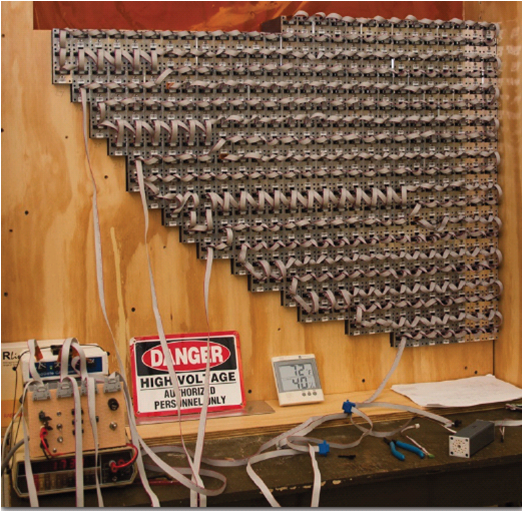 DANGER
HIGH VOLTAGE
AUTHORIZED
PERSONNEL ONLY